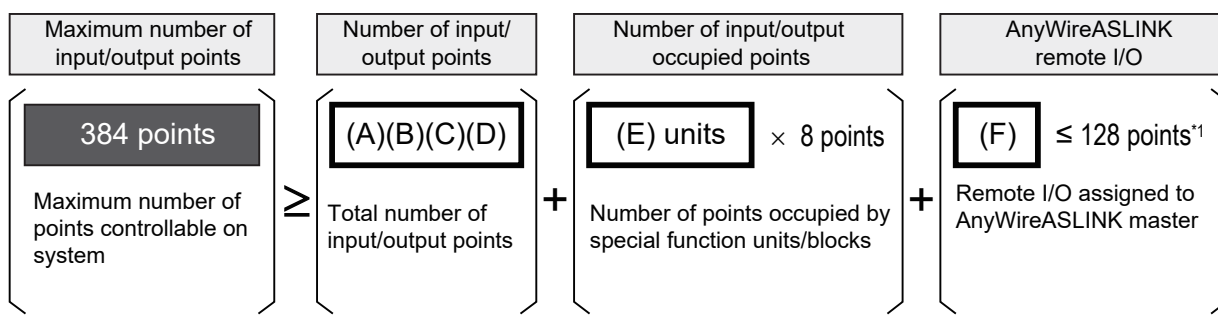 Maximum number of
input/output points
Number of input/
output points
Number of input/output
occupied points
AnyWireASLINK
remote I/O
384 points
Maximum number of
points controllable on
system
≥
(A)(B)(C)(D)
Total number of
input/output points
+
(E) units × 8 points
Number of points occupied by
special function units/blocks
+
(F) ≤ 128 points*1
Remote I/O assigned to
AnyWireASLINK master